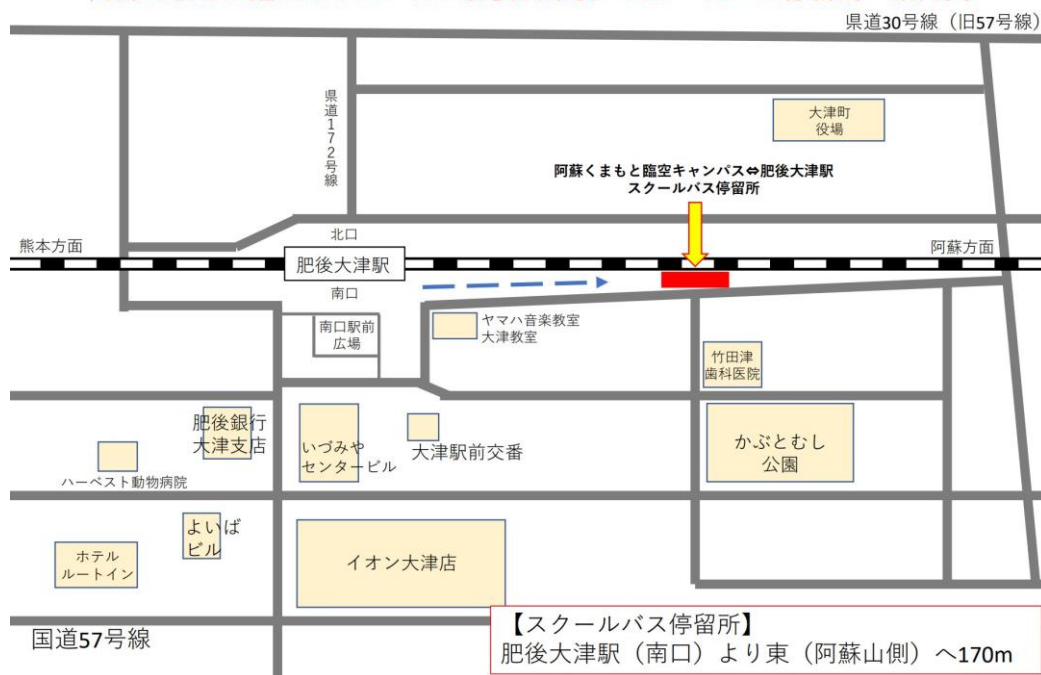 県道30号線（旧57号線）
県道172号線
大津町
役場
阿蘇くまもと臨空キャンパス⇔肥後大津駅
スクールバス停留所
北口
熊本方面
肥後大津駅
阿蘇方面
南口
南口駅前
広場
ヤマハ音楽教室
大津教室
竹田津
歯科医院
肥後銀行
大津支店
いづみや
センタービル
大津駅前交番
かぶとむし
公園
ハーベスト動物病院
よいば
ビル
ホテル
ルートイン
イオン大津店
国道57号線
【スクールバス停留所】
肥後大津駅（南口）より東（阿蘇山側）へ170m